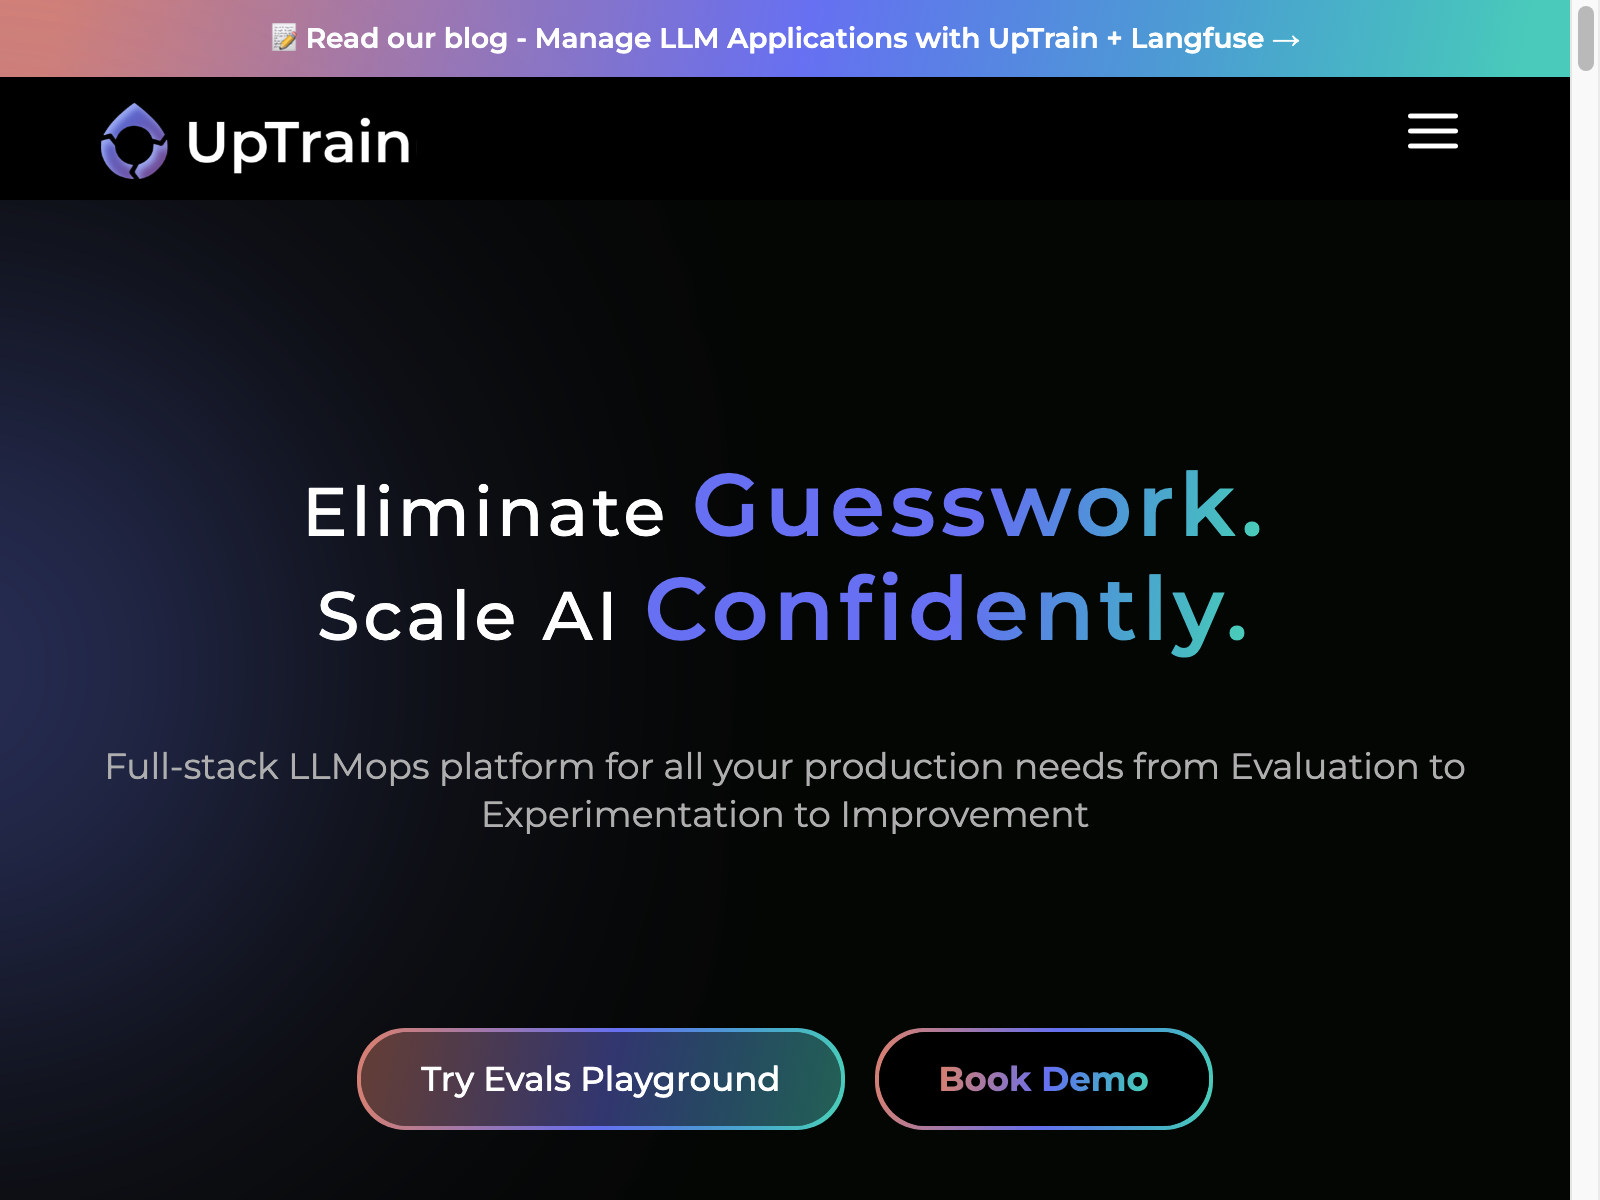 📝 Read our blog - Manage LLM Applications with UpTrain + Langfuse →
UpTrain
Eliminate Guesswork.
Scale AI Confidently.
Full-stack LLMops platform for all your production needs from Evaluation to
Experimentation to Improvement
Try Evals Playground
Book Demo